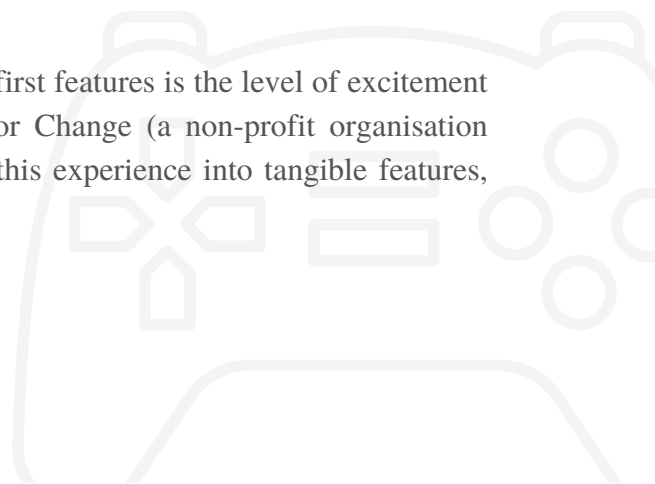 first features is the level of excitement
or Change (a non-profit organisation
this experience into tangible features,